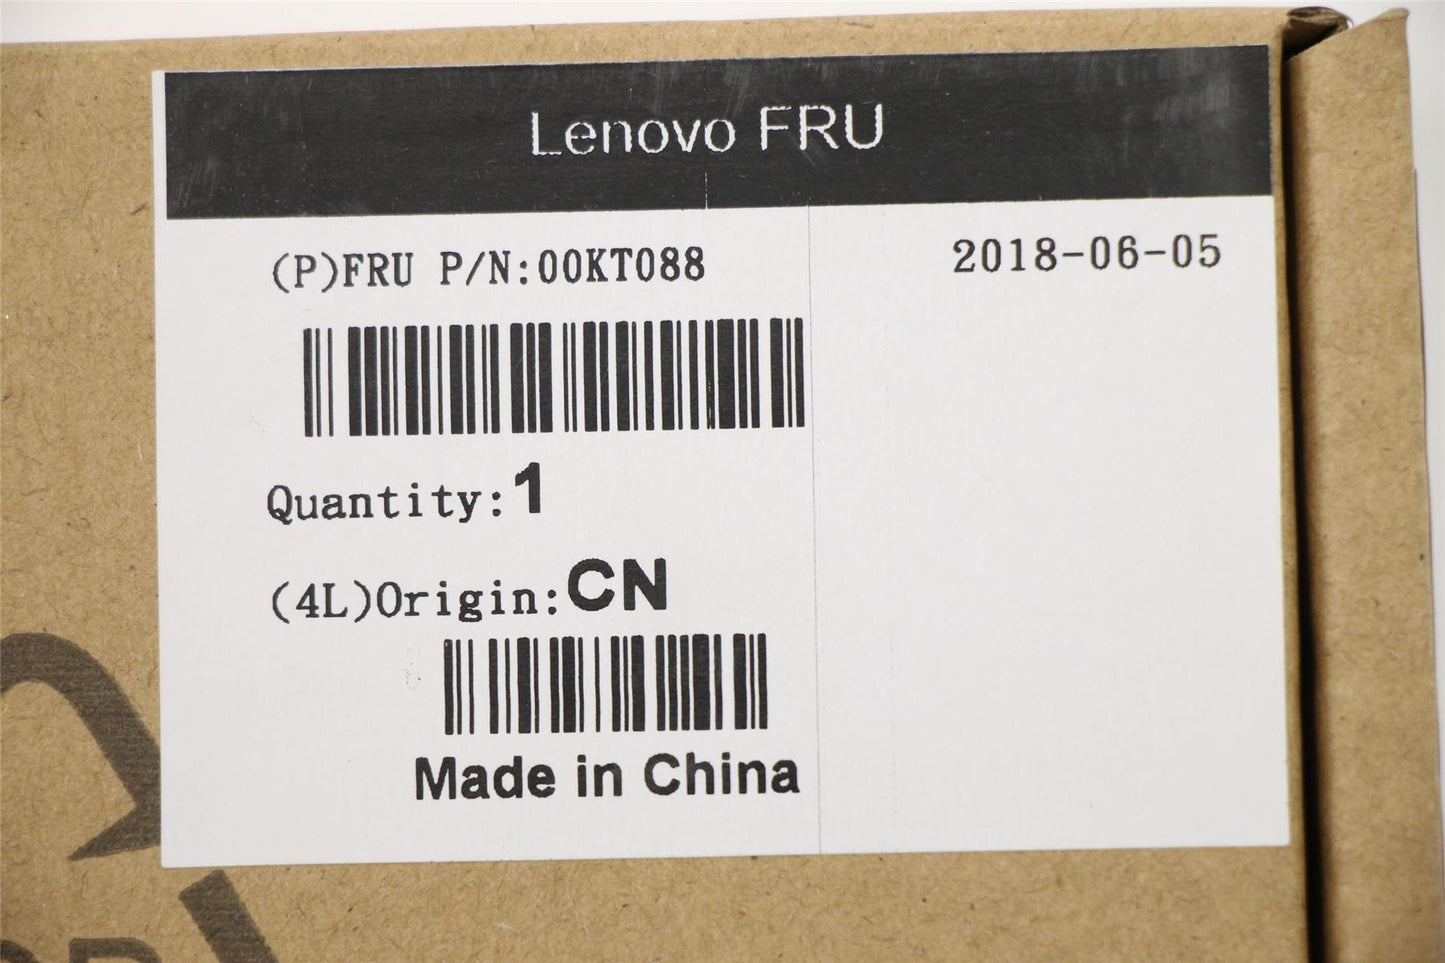 Lenovo FRU
(P)FRU P/N:00KT088
2018-06-05
Quantity:1
(4L)Origin:CN
Made in China